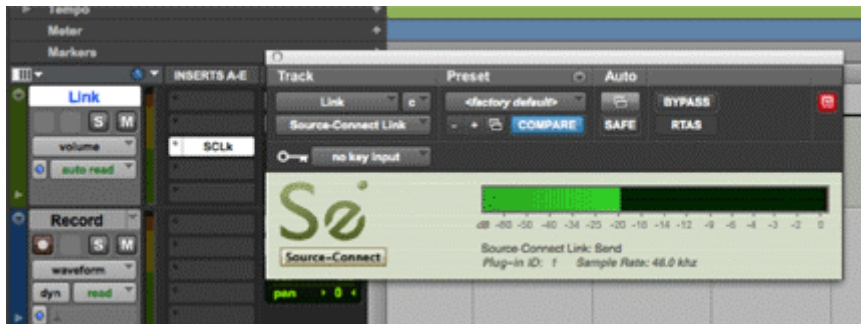 Tempo
Meter
Markers
INSERTS A-E
Link
S M
volume
auto read
SCLk
Record
S M
waveform
dyn read
pan 0
Track Preset Auto
Link c <factory default> BYPASS
Source-Connect Link - + COMPARE SAFE RTAS
no key input
Se
Source-Connect
dB -60 -50 -40 -34 -25 -20 -16 -14 -12 -9 -6 -4 -3 -2 0
Source-Connect Link: Send
Plug-in ID: 1 Sample Rate: 48.0 khz